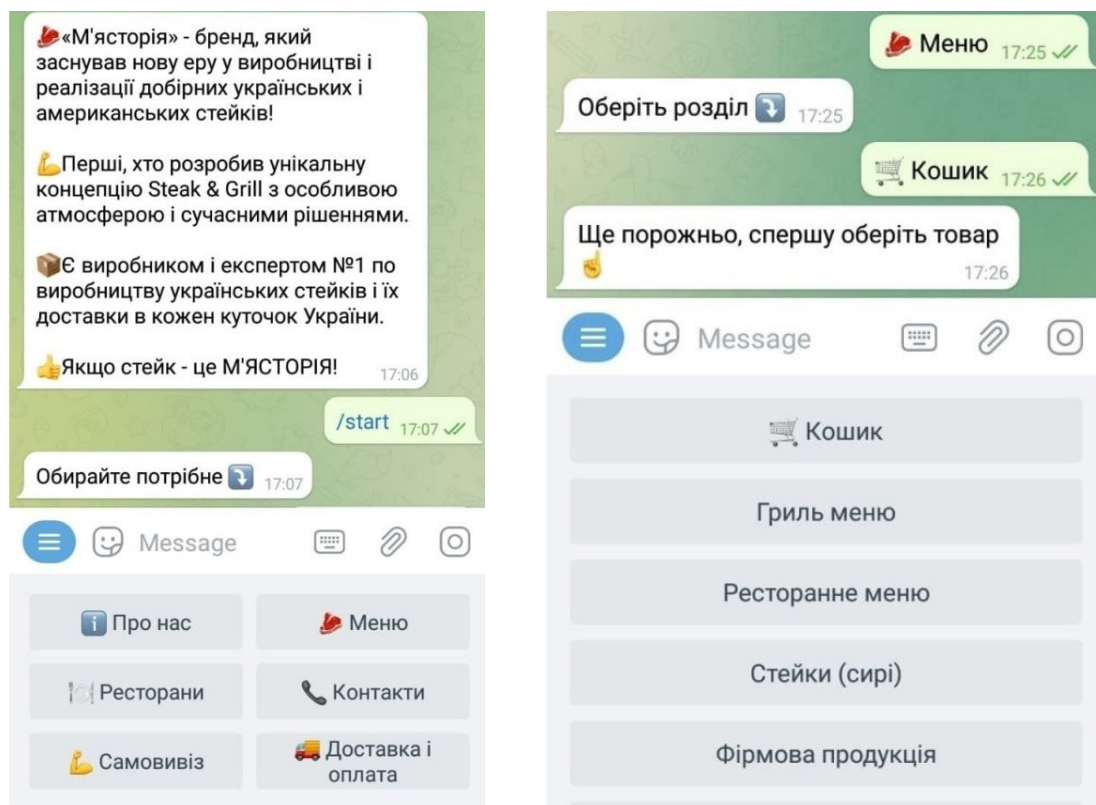 🥩«М'ясторія» - бренд, який
заснував нову еру у виробництві і
реалізації добірних українських і
американських стейків!
💪Перші, хто розробив унікальну
концепцію Steak & Grill з особливою
атмосферою і сучасними рішеннями.
📦Є виробником і експертом №1 по
виробництву українських стейків і їх
доставки в кожен куточок України.
👍Якщо стейк - це М'ЯСТОРІЯ!
17:06
/start 17:07
Обирайте потрібне ⤵️ 17:07
Message
ℹ️ Про нас
🥩 Меню
🍽️ Ресторани
📞 Контакти
💪 Самовивіз
🚚 Доставка і
оплата
🥩 Меню 17:25
Оберіть розділ ⤵️ 17:25
🛒 Кошик 17:26
Ще порожньо, спершу оберіть товар
☝️
17:26
Message
🛒 Кошик
Гриль меню
Ресторанне меню
Стейки (сирі)
Фірмова продукція